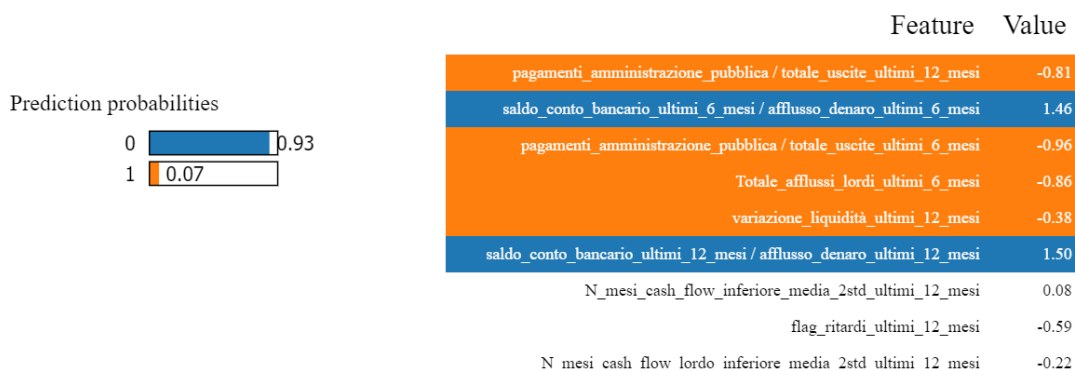 Feature Value
pagamenti_amministrazione_pubblica / totale_uscite_ultimi_12_mesi -0.81
Prediction probabilities
saldo_conto_bancario_ultimi_6_mesi / afflusso_denaro_ultimi_6_mesi 1.46
0 0.93
pagamenti_amministrazione_pubblica / totale_uscite_ultimi_6_mesi -0.96
1 0.07
Totale_afflussi_lordi_ultimi_6_mesi -0.86
variazione_liquidità_ultimi_12_mesi -0.38
saldo_conto_bancario_ultimi_12_mesi / afflusso_denaro_ultimi_12_mesi 1.50
N_mesi_cash_flow_inferiore_media_2std_ultimi_12_mesi 0.08
flag_ritardi_ultimi_12_mesi -0.59
N_mesi_cash_flow_lordo_inferiore_media_2std_ultimi_12_mesi -0.22